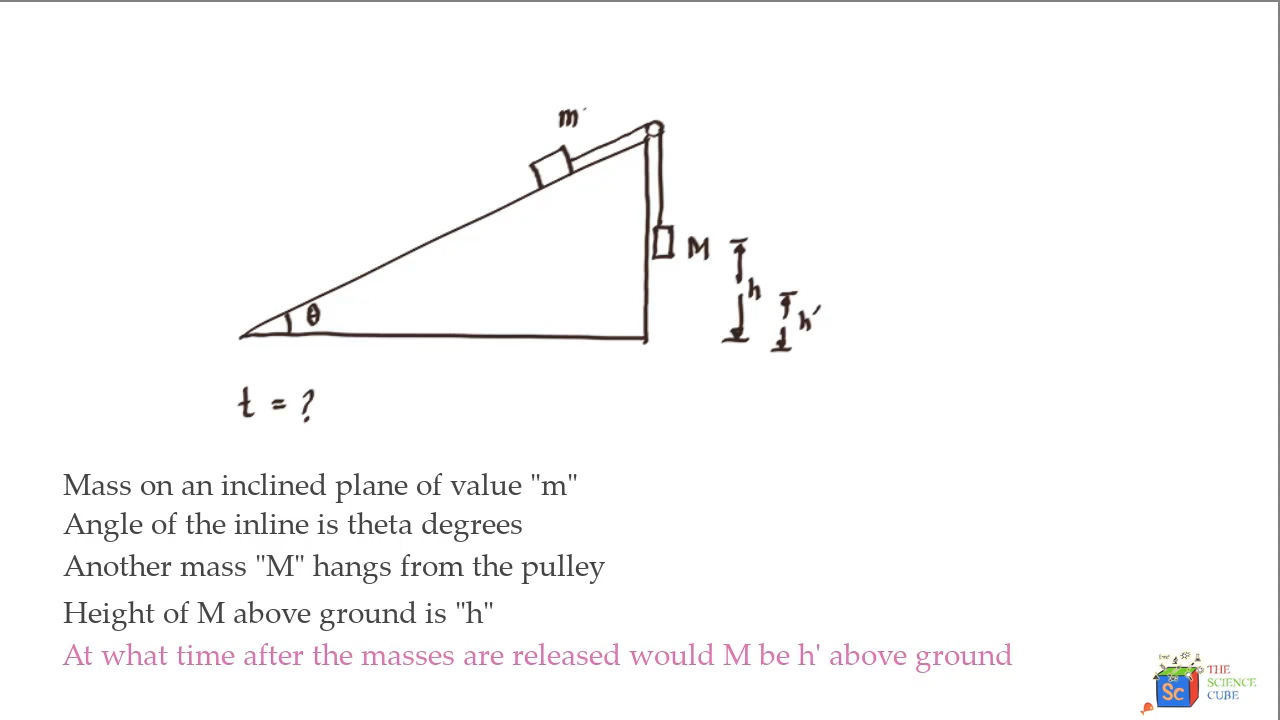 m
M
h
h'
θ
t = ?
Mass on an inclined plane of value "m"
Angle of the inline is theta degrees
Another mass "M" hangs from the pulley
Height of M above ground is "h"
At what time after the masses are released would M be h' above ground
Sc
THE
SCIENCE
CUBE